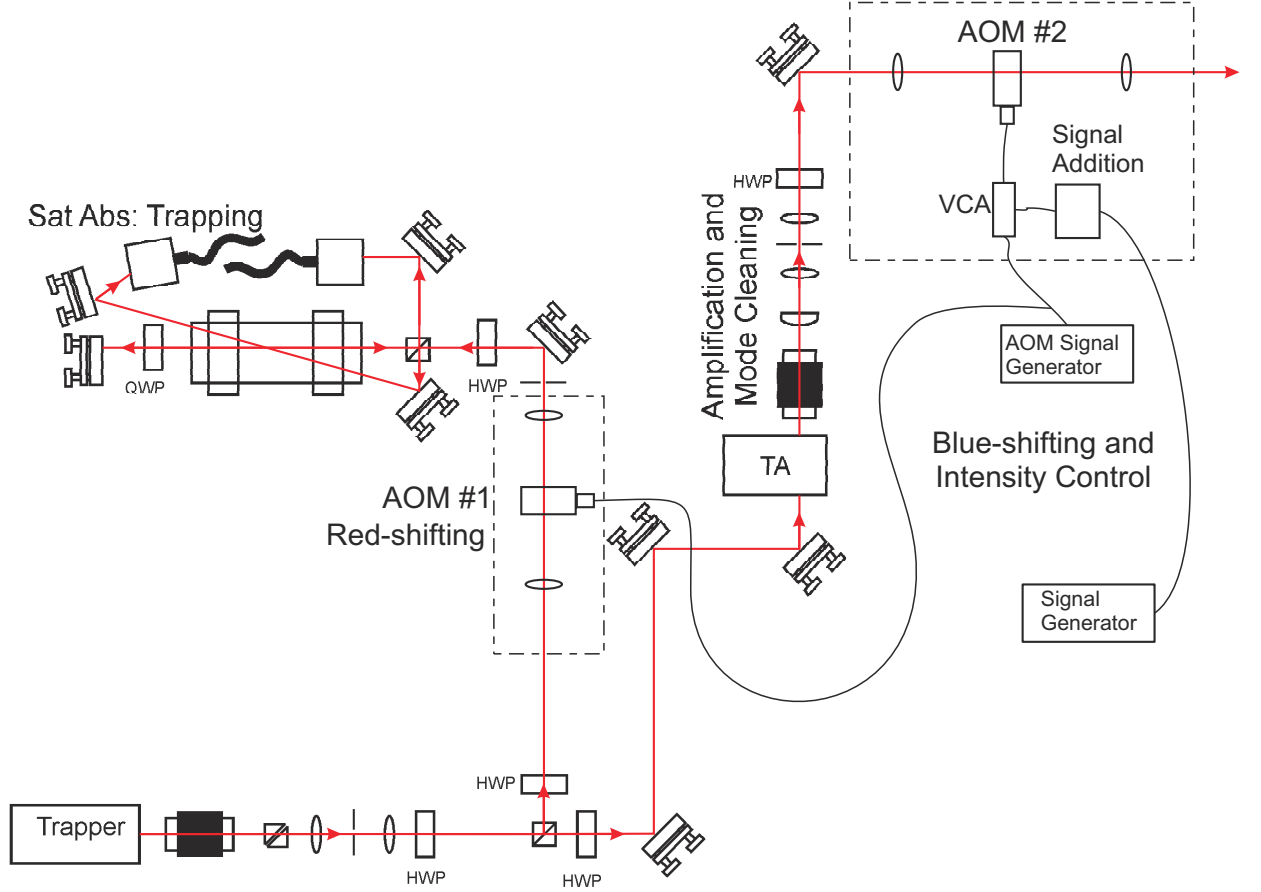 AOM #2
Signal
Addition
HWP
VCA
Sat Abs: Trapping
Amplification and
Mode Cleaning
AOM Signal
Generator
QWP
HWP
Blue-shifting and
Intensity Control
TA
AOM #1
Red-shifting
Signal
Generator
HWP
Trapper
HWP
HWP